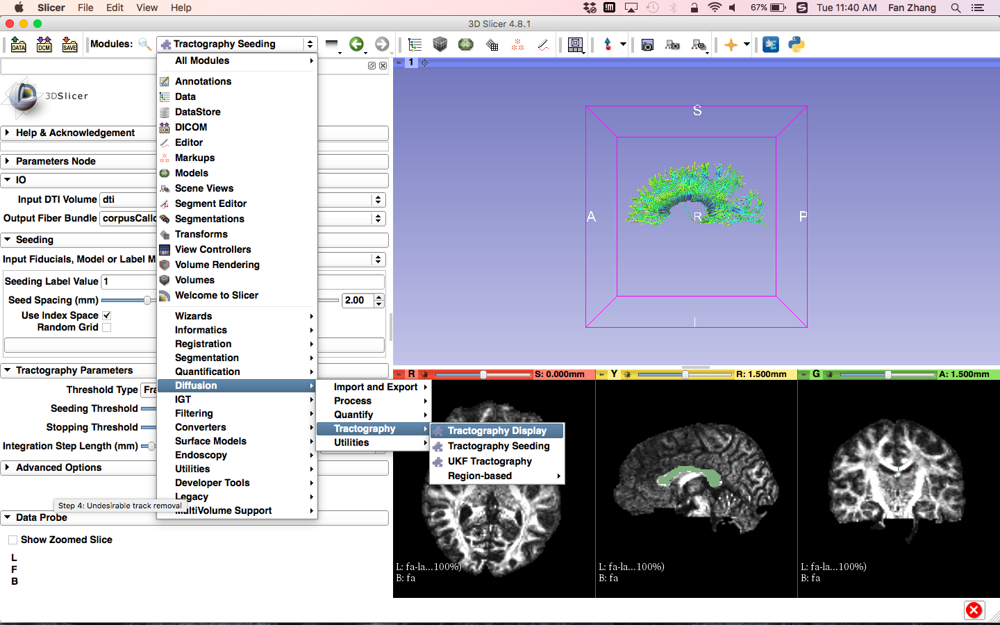 Slicer File Edit View Help
67% Tue 11:40 AM Fan Zhang
3D Slicer 4.8.1
DATA DCM SAVE Modules: Tractography Seeding
All Modules
Annotations
Data
DataStore
DICOM
Editor
Markups
Models
Scene Views
Segment Editor
Segmentations
Transforms
View Controllers
Volume Rendering
Volumes
Welcome to Slicer
Wizards
Informatics
Registration
Segmentation
Quantification
Diffusion
IGT
Filtering
Converters
Surface Models
Endoscopy
Utilities
Developer Tools
Legacy
MultiVolume Support
Import and Export
Process
Quantify
Tractography
Utilities
Tractography Display
Tractography Seeding
UKF Tractography
Region-based
3DSlicer
Help & Acknowledgement
Parameters Node
IO
Input DTI Volume dti
Output Fiber Bundle corpusCallo
Seeding
Input Fiducials, Model or Label M
Seeding Label Value 1
Seed Spacing (mm) 2.00
Use Index Space
Random Grid
Tractography Parameters
Threshold Type Fra
Seeding Threshold
Stopping Threshold
Integration Step Length (mm)
Advanced Options
Step 4: Undesirable track removal
Data Probe
Show Zoomed Slice
L
F
B
1
S
A
R
P
I
R S: 0.000mm
Y R: 1.500mm
G A: 1.500mm
L: fa-la...100%)
B: fa
L: fa-la...100%)
B: fa
L: fa-la...100%)
B: fa